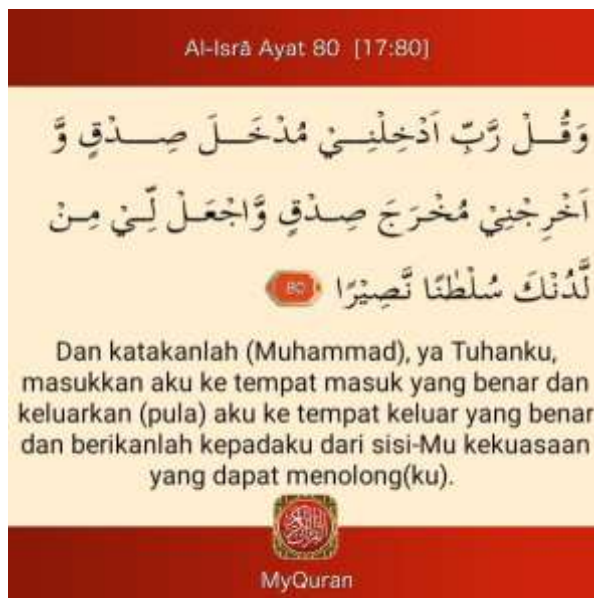 Al-Isrā Ayat 80 [17:80]
وَقُلْ رَّبِّ اَدْخِلْنِيْ مُدْخَلَ صِدْقٍ وَّ
اَخْرِجْنِيْ مُخْرَجَ صِدْقٍ وَّاجْعَلْ لِّيْ مِنْ
لَّدُنْكَ سُلْطٰنًا نَّصِيْرًا 80
Dan katakanlah (Muhammad), ya Tuhanku,
masukkan aku ke tempat masuk yang benar dan
keluarkan (pula) aku ke tempat keluar yang benar
dan berikanlah kepadaku dari sisi-Mu kekuasaan
yang dapat menolong(ku).
MyQuran